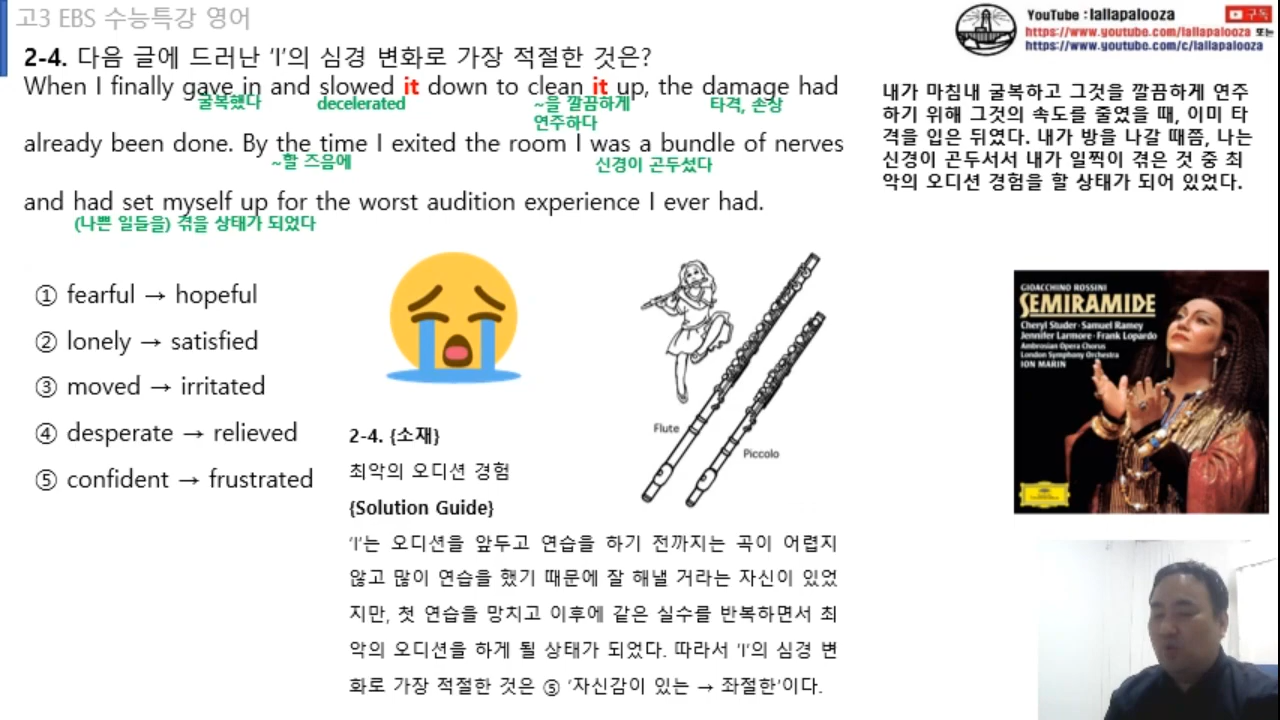 고3 EBS 수능특강 영어
YouTube : lallapalooza
구독
https://www.youtube.com/lallapalooza 또는
https://www.youtube.com/c/lallapalooza
2-4. 다음 글에 드러난 ‘I’의 심경 변화로 가장 적절한 것은?
When I finally gave in and slowed it down to clean it up, the damage had
굴복했다 decelerated ~을 깔끔하게 타격, 손상
연주하다
already been done. By the time I exited the room I was a bundle of nerves
~할 즈음에 신경이 곤두섰다
and had set myself up for the worst audition experience I ever had.
(나쁜 일들을) 겪을 상태가 되었다
내가 마침내 굴복하고 그것을 깔끔하게 연주
하기 위해 그것의 속도를 줄였을 때, 이미 타
격을 입은 뒤였다. 내가 방을 나갈 때쯤, 나는
신경이 곤두서서 내가 일찍이 겪은 것 중 최
악의 오디션 경험을 할 상태가 되어 있었다.
① fearful → hopeful
② lonely → satisfied
③ moved → irritated
④ desperate → relieved
⑤ confident → frustrated
Flute
Piccolo
GIOACCHINO ROSSINI
SEMIRAMIDE
Cheryl Studer · Samuel Ramey
Jennifer Larmore · Frank Lopardo
Ambrosian Opera Chorus
London Symphony Orchestra
ION MARIN
2-4. {소재}
최악의 오디션 경험
{Solution Guide}
‘I’는 오디션을 앞두고 연습을 하기 전까지는 곡이 어렵지
않고 많이 연습을 했기 때문에 잘 해낼 거라는 자신이 있었
지만, 첫 연습을 망치고 이후에 같은 실수를 반복하면서 최
악의 오디션을 하게 될 상태가 되었다. 따라서 ‘I’의 심경 변
화로 가장 적절한 것은 ⑤ ‘자신감이 있는 → 좌절한’이다.